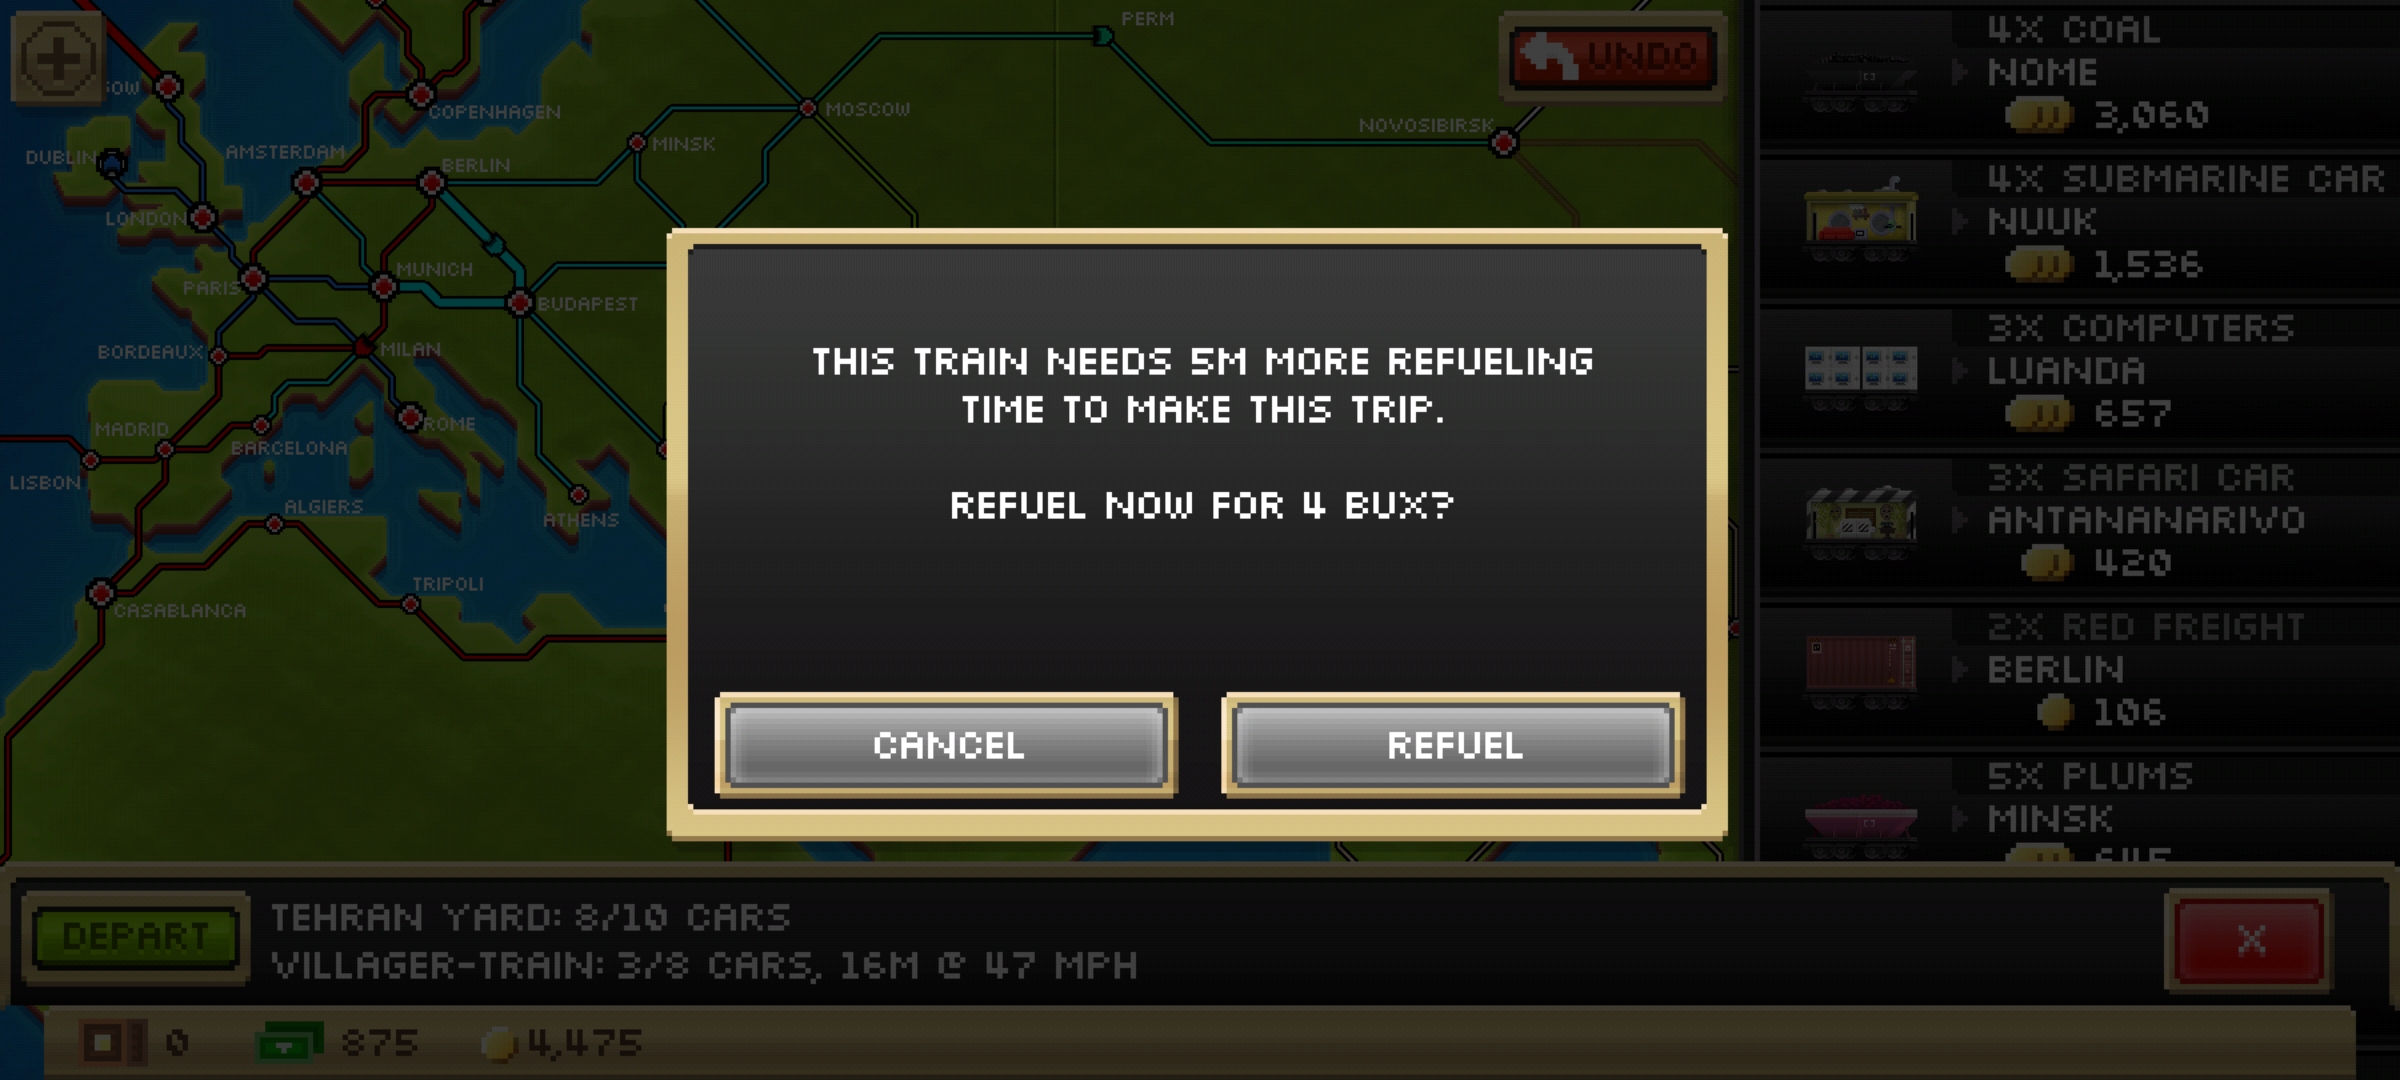 PERM
UNDO
OW
COPENHAGEN
MOSCOW
NOVOSIBIRSK
MINSK
DUBLIN
AMSTERDAM
BERLIN
LONDON
MUNICH
PARIS
BUDAPEST
BORDEAUX
MILAN
MADRID
ROME
BARCELONA
LISBON
ALGIERS
ATHENS
TRIPOLI
CASABLANCA
THIS TRAIN NEEDS 5M MORE REFUELING
TIME TO MAKE THIS TRIP.
REFUEL NOW FOR 4 BUX?
CANCEL
REFUEL
4X COAL
NOME
3,060
4X SUBMARINE CAR
NUUK
1,536
3X COMPUTERS
LUANDA
657
3X SAFARI CAR
ANTANANARIVO
420
2X RED FREIGHT
BERLIN
106
5X PLUMS
MINSK
DEPART
TEHRAN YARD: 8/10 CARS
VILLAGER-TRAIN: 3/8 CARS, 16M @ 47 MPH
X
0
875
4,475